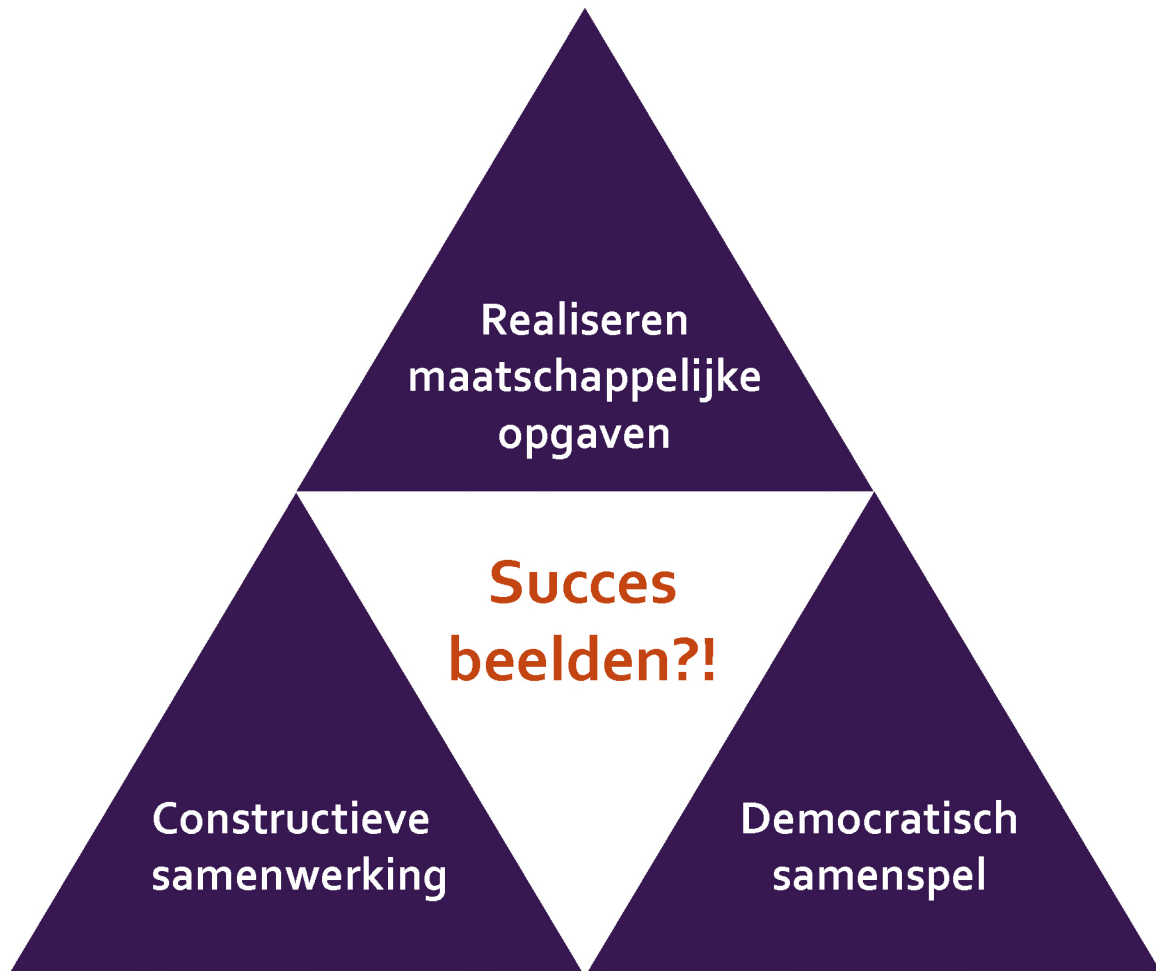 Realiseren
maatschappelijke
opgaven
Succes
beelden?!
Constructieve
samenwerking
Democratisch
samenspel